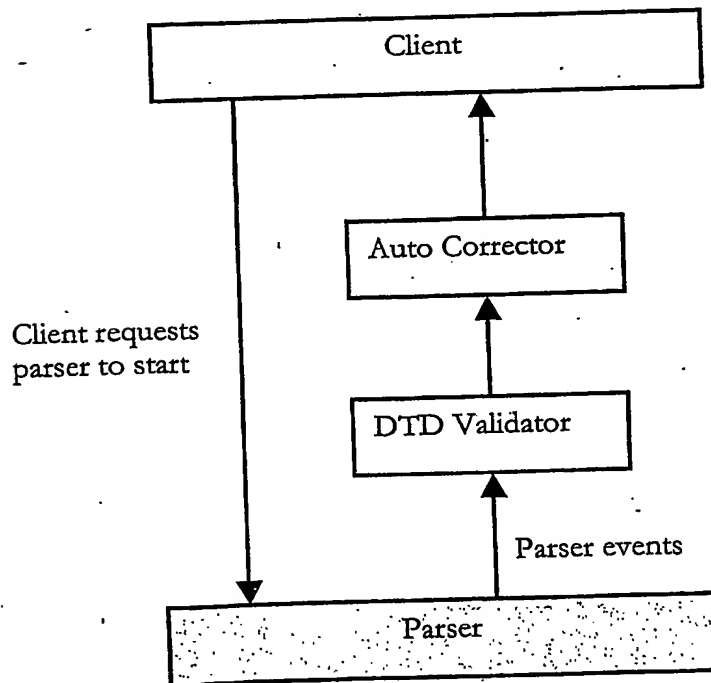 Client
Auto Corrector
Client requests
parser to start
DTD Validator
Parser events
Parser